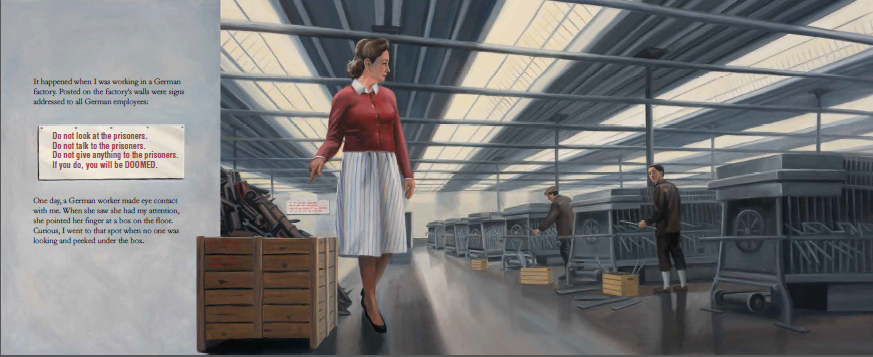 It happened when I was working in a German
factory. Posted on the factory's walls were signs
addressed to all German employees:
Do not look at the prisoners.
Do not talk to the prisoners.
Do not give anything to the prisoners.
If you do, you will be DOOMED.
One day, a German worker made eye contact
with me. When she saw she had my attention,
she pointed her finger at a box on the floor.
Curious, I went to that spot when no one was
looking and peeked under the box.